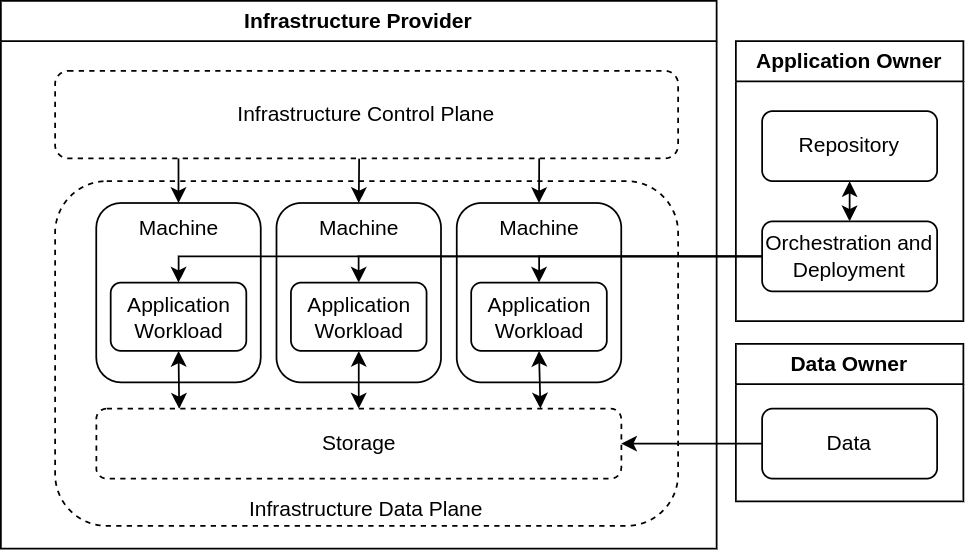 Infrastructure Provider
Infrastructure Control Plane
Machine
Machine
Machine
Application
Workload
Application
Workload
Application
Workload
Storage
Infrastructure Data Plane
Application Owner
Repository
Orchestration and
Deployment
Data Owner
Data